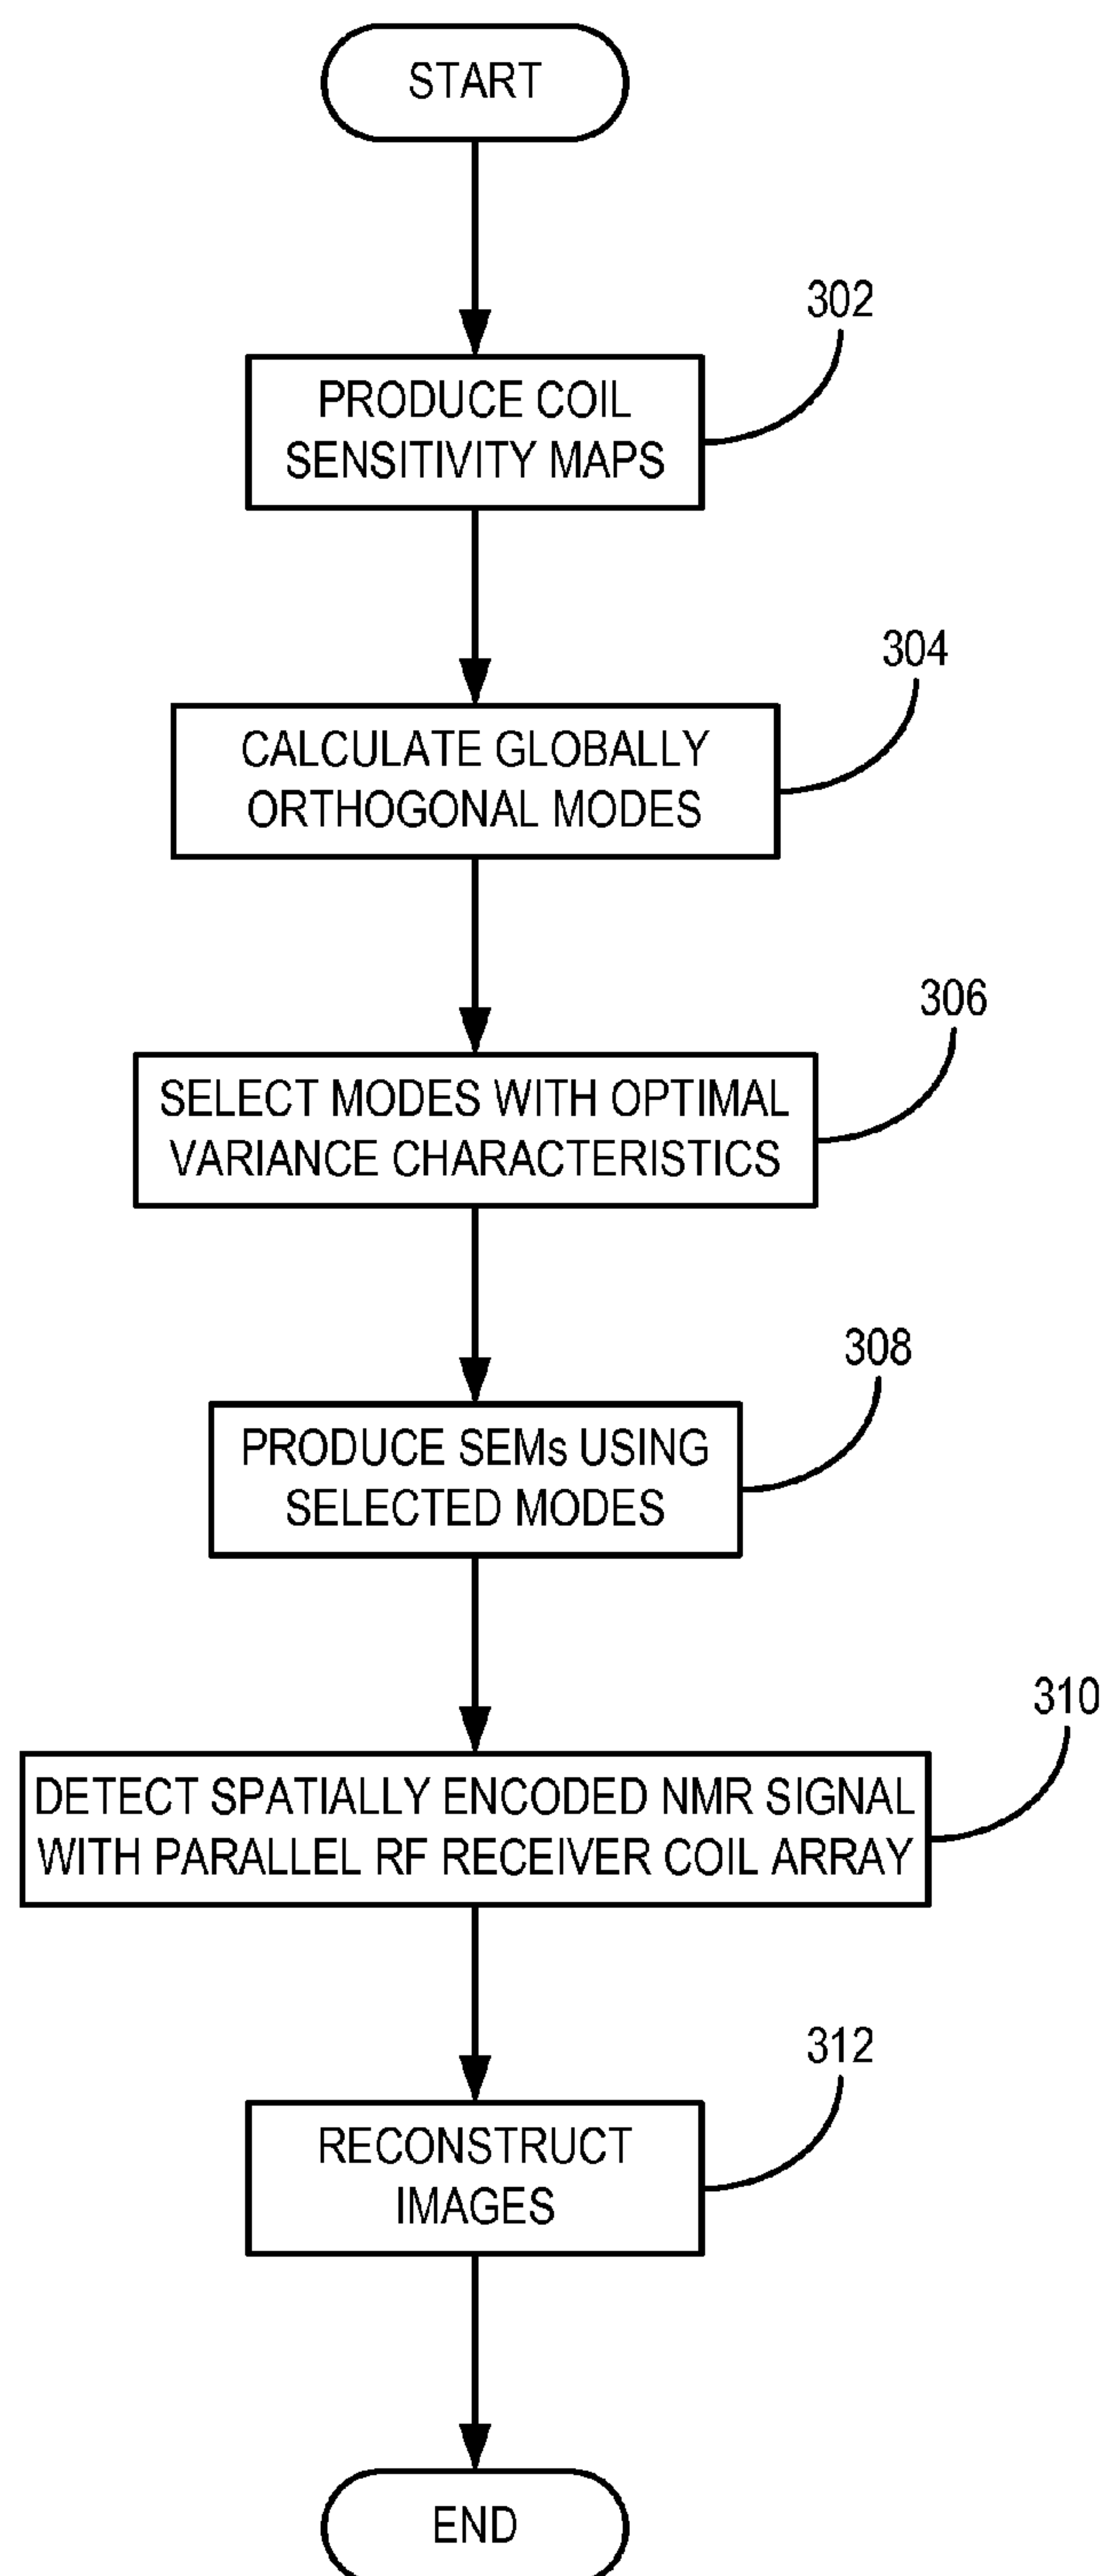 START
302
PRODUCE COIL
SENSITIVITY MAPS
304
CALCULATE GLOBALLY
ORTHOGONAL MODES
306
SELECT MODES WITH OPTIMAL
VARIANCE CHARACTERISTICS
308
PRODUCE SEMs USING
SELECTED MODES
310
DETECT SPATIALLY ENCODED NMR SIGNAL
WITH PARALLEL RF RECEIVER COIL ARRAY
312
RECONSTRUCT
IMAGES
END